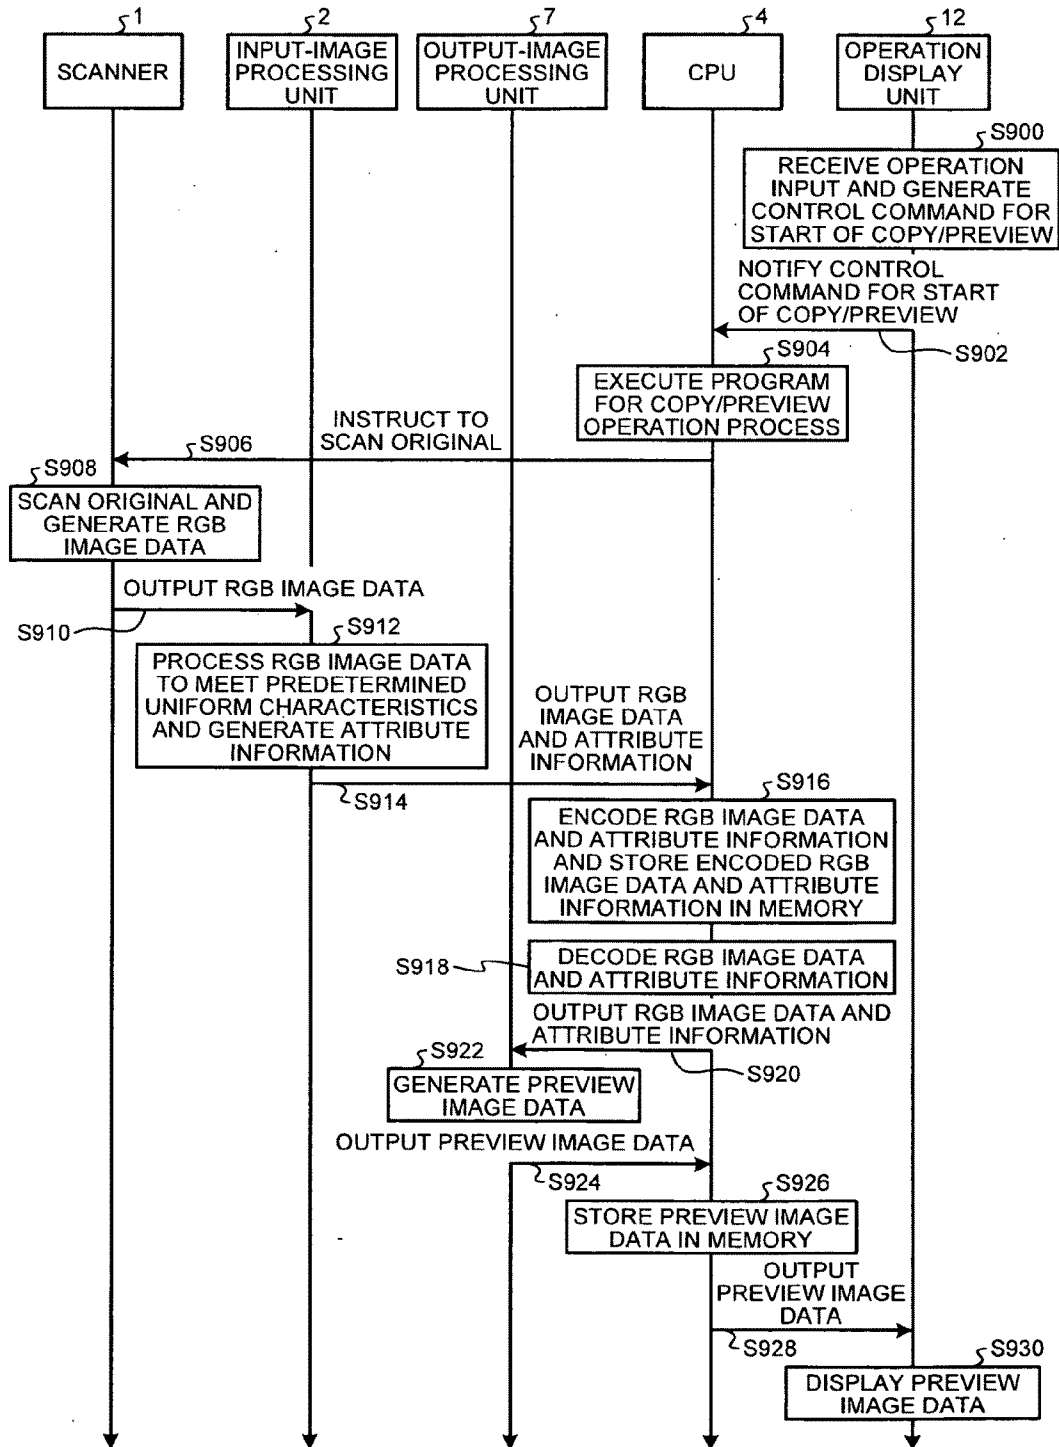 1
2
7
4
12
SCANNER
INPUT-IMAGE
PROCESSING
UNIT
OUTPUT-IMAGE
PROCESSING
UNIT
CPU
OPERATION
DISPLAY
UNIT
S900
RECEIVE OPERATION
INPUT AND GENERATE
CONTROL COMMAND FOR
START OF COPY/PREVIEW
NOTIFY CONTROL
COMMAND FOR START
OF COPY/PREVIEW
S902
S904
EXECUTE PROGRAM
FOR COPY/PREVIEW
OPERATION PROCESS
INSTRUCT TO
SCAN ORIGINAL
S906
S908
SCAN ORIGINAL AND
GENERATE RGB
IMAGE DATA
OUTPUT RGB IMAGE DATA
S910
S912
PROCESS RGB IMAGE DATA
TO MEET PREDETERMINED
UNIFORM CHARACTERISTICS
AND GENERATE ATTRIBUTE
INFORMATION
OUTPUT RGB
IMAGE DATA
AND ATTRIBUTE
INFORMATION
S914
S916
ENCODE RGB IMAGE DATA
AND ATTRIBUTE INFORMATION
AND STORE ENCODED RGB
IMAGE DATA AND ATTRIBUTE
INFORMATION IN MEMORY
S918
DECODE RGB IMAGE DATA
AND ATTRIBUTE INFORMATION
OUTPUT RGB IMAGE DATA AND
ATTRIBUTE INFORMATION
S920
S922
GENERATE PREVIEW
IMAGE DATA
OUTPUT PREVIEW IMAGE DATA
S924
S926
STORE PREVIEW IMAGE
DATA IN MEMORY
OUTPUT
PREVIEW IMAGE
DATA
S928
S930
DISPLAY PREVIEW
IMAGE DATA